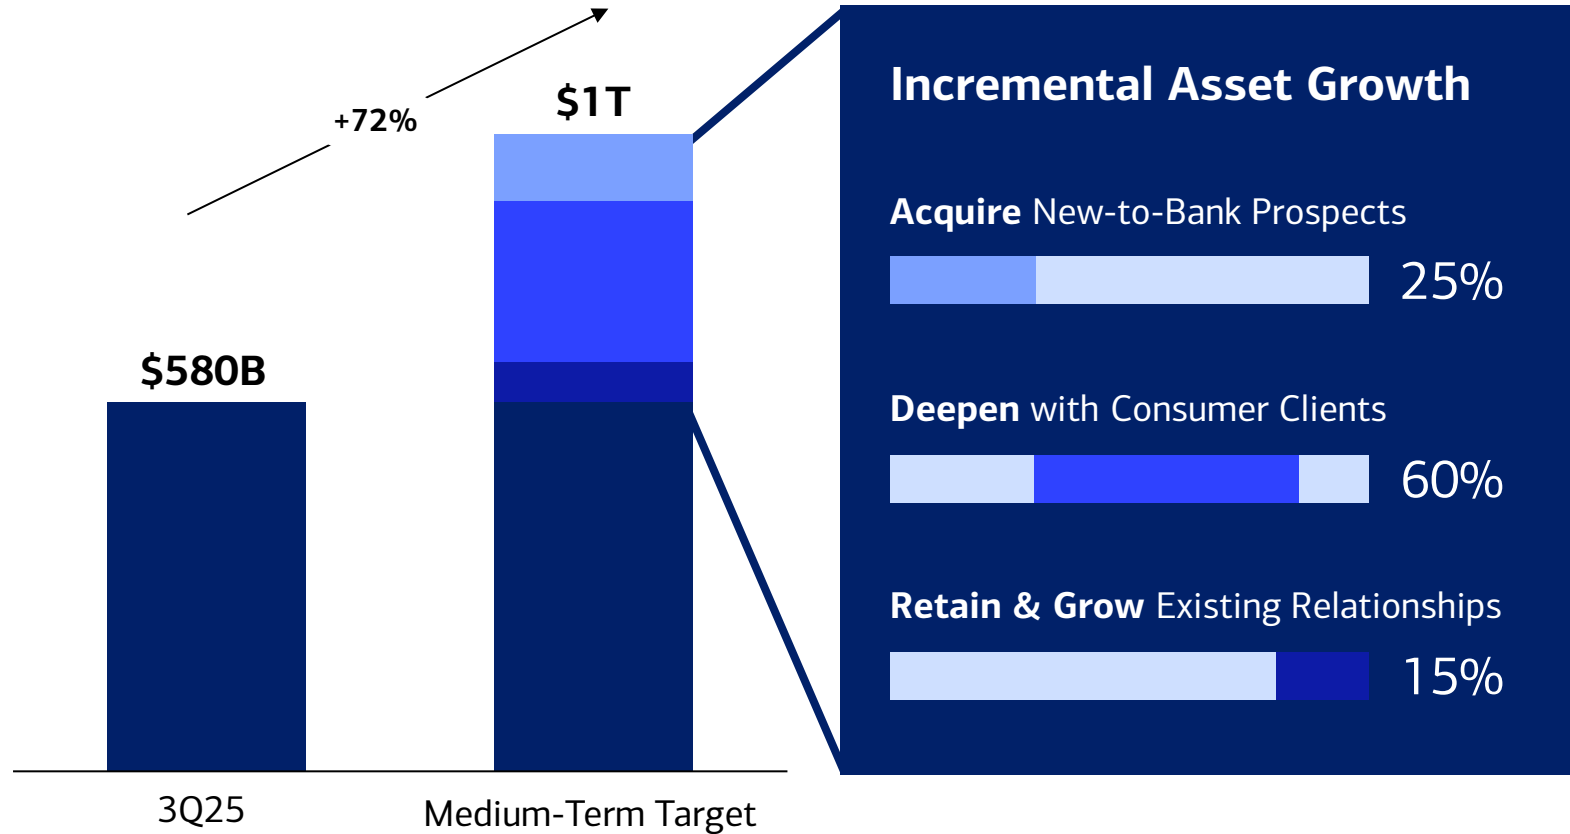 +72%
$1T
$580B
3Q25
Medium-Term Target
Incremental Asset Growth
Acquire New-to-Bank Prospects
25%
Deepen with Consumer Clients
60%
Retain & Grow Existing Relationships
15%